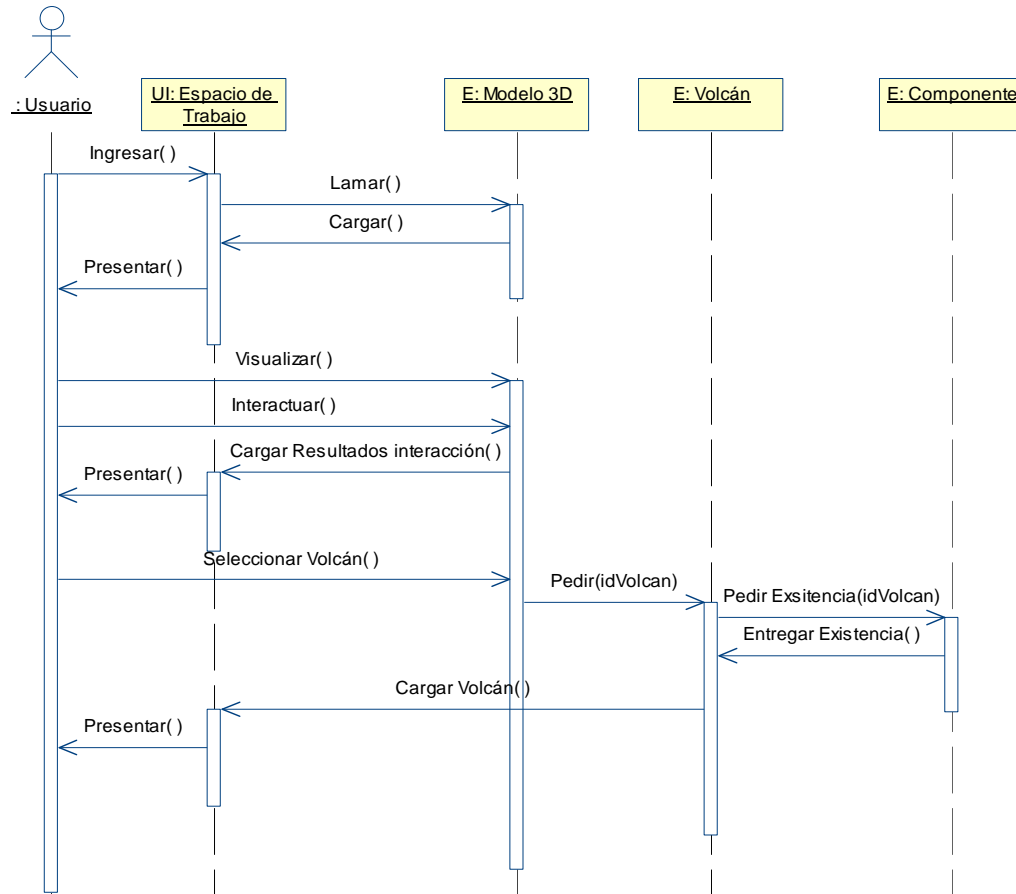 : Usuario
UI: Espacio de
Trabajo
E: Modelo 3D
E: Volcán
E: Componente
Ingresar( )
Lamar( )
Cargar( )
Presentar( )
Visualizar( )
Interactuar( )
Cargar Resultados interacción( )
Presentar( )
Seleccionar Volcán( )
Pedir(idVolcan)
Pedir Exsitencia(idVolcan)
Entregar Existencia( )
Cargar Volcán( )
Presentar( )